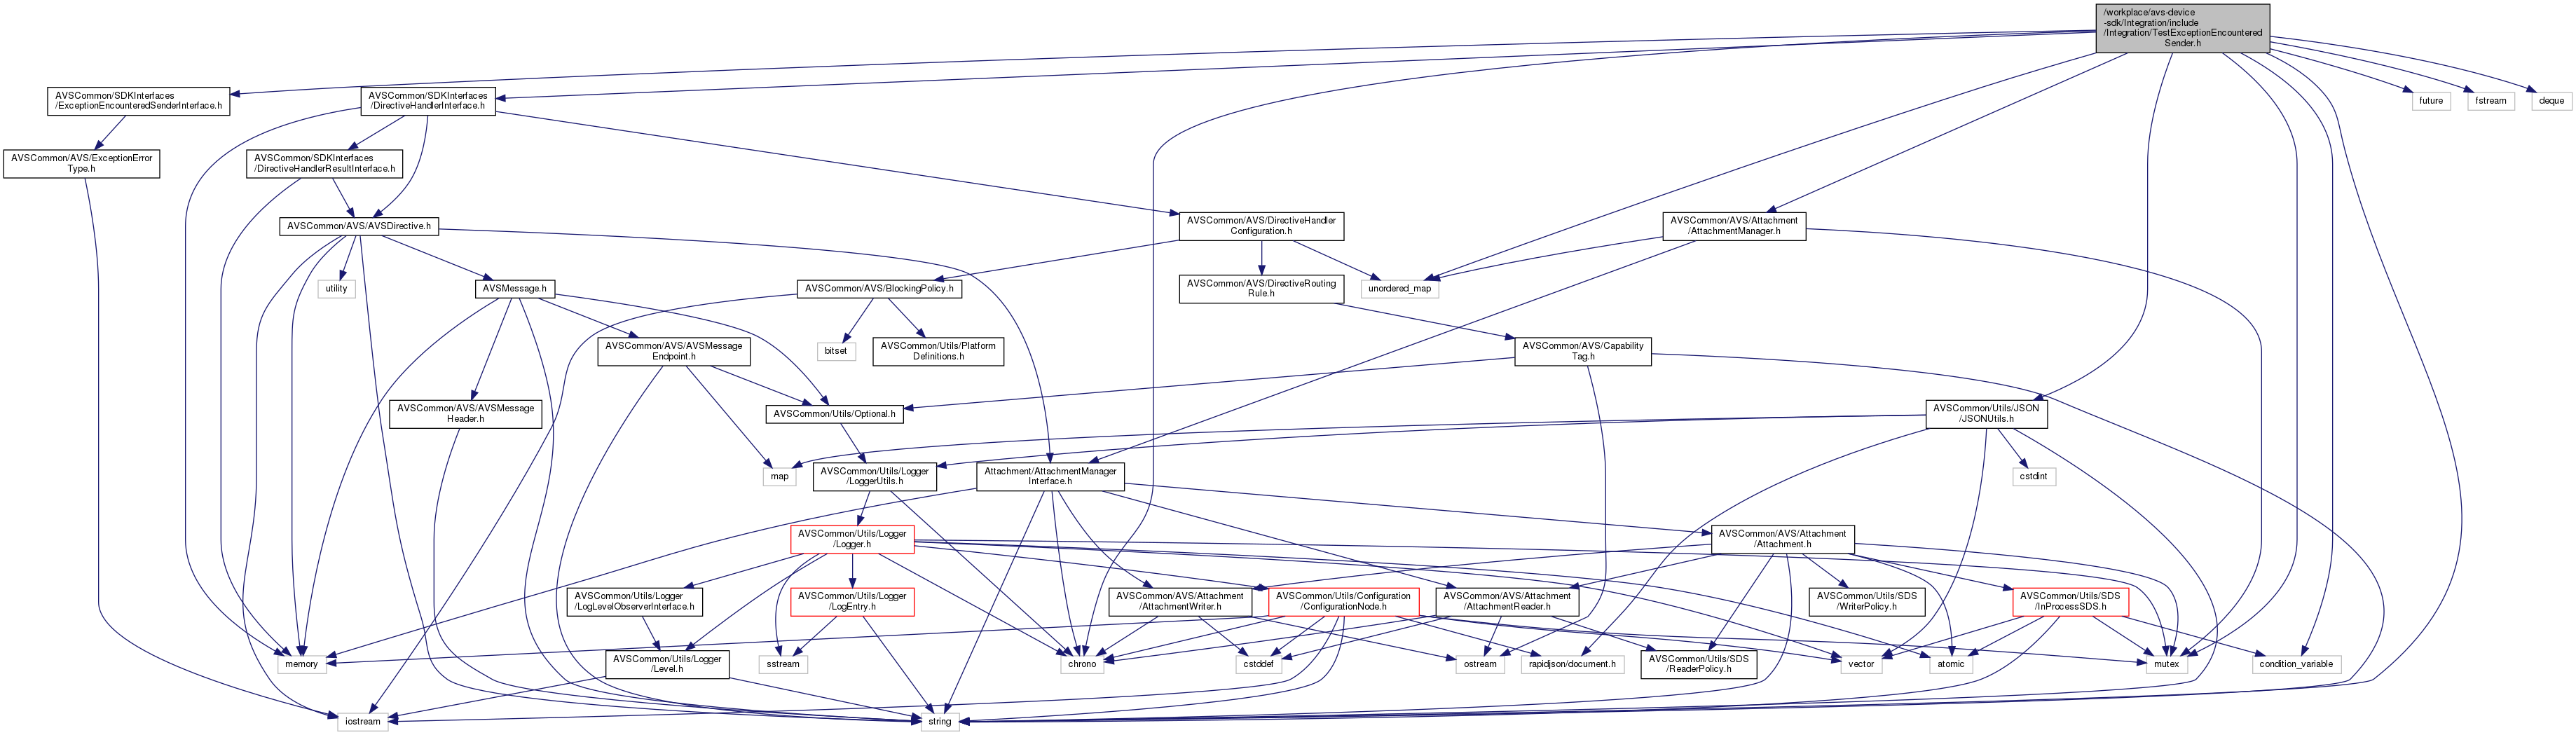 /workplace/avs-device
-sdk/Integration/include
/Integration/TestExceptionEncountered
Sender.h
AVSCommon/SDKInterfaces
/ExceptionEncounteredSenderInterface.h
AVSCommon/SDKInterfaces
/DirectiveHandlerInterface.h
future
fstream
deque
AVSCommon/AVS/ExceptionError
Type.h
AVSCommon/SDKInterfaces
/DirectiveHandlerResultInterface.h
AVSCommon/AVS/AVSDirective.h
AVSCommon/AVS/DirectiveHandler
Configuration.h
AVSCommon/AVS/Attachment
/AttachmentManager.h
utility
AVSMessage.h
AVSCommon/AVS/BlockingPolicy.h
AVSCommon/AVS/DirectiveRouting
Rule.h
unordered_map
AVSCommon/AVS/AVSMessage
Endpoint.h
bitset
AVSCommon/Utils/Platform
Definitions.h
AVSCommon/AVS/Capability
Tag.h
AVSCommon/AVS/AVSMessage
Header.h
AVSCommon/Utils/Optional.h
AVSCommon/Utils/JSON
/JSONUtils.h
map
AVSCommon/Utils/Logger
/LoggerUtils.h
Attachment/AttachmentManager
Interface.h
cstdint
AVSCommon/Utils/Logger
/Logger.h
AVSCommon/AVS/Attachment
/Attachment.h
AVSCommon/Utils/Logger
/LogLevelObserverInterface.h
AVSCommon/Utils/Logger
/LogEntry.h
AVSCommon/AVS/Attachment
/AttachmentWriter.h
AVSCommon/Utils/Configuration
/ConfigurationNode.h
AVSCommon/AVS/Attachment
/AttachmentReader.h
AVSCommon/Utils/SDS
/WriterPolicy.h
AVSCommon/Utils/SDS
/InProcessSDS.h
memory
AVSCommon/Utils/Logger
/Level.h
sstream
chrono
cstddef
ostream
rapidjson/document.h
AVSCommon/Utils/SDS
/ReaderPolicy.h
vector
atomic
mutex
condition_variable
iostream
string